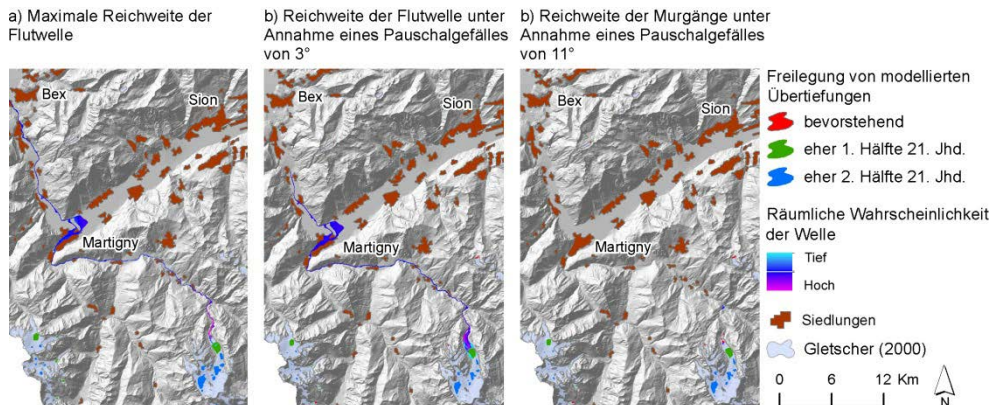 a) Maximale Reichweite der
Flutwelle
b) Reichweite der Flutwelle unter
Annahme eines Pauschalgefälles
von 3°
b) Reichweite der Murgänge unter
Annahme eines Pauschalgefälles
von 11°
Bex
Sion
Martigny
Bex
Sion
Martigny
Bex
Sion
Martigny
Freilegung von modellierten
Übertiefungen
bevorstehend
eher 1. Hälfte 21. Jhd.
eher 2. Hälfte 21. Jhd.
Räumliche Wahrscheinlichkeit
der Welle
Tief
Hoch
Siedlungen
Gletscher (2000)
0 6 12 Km
N